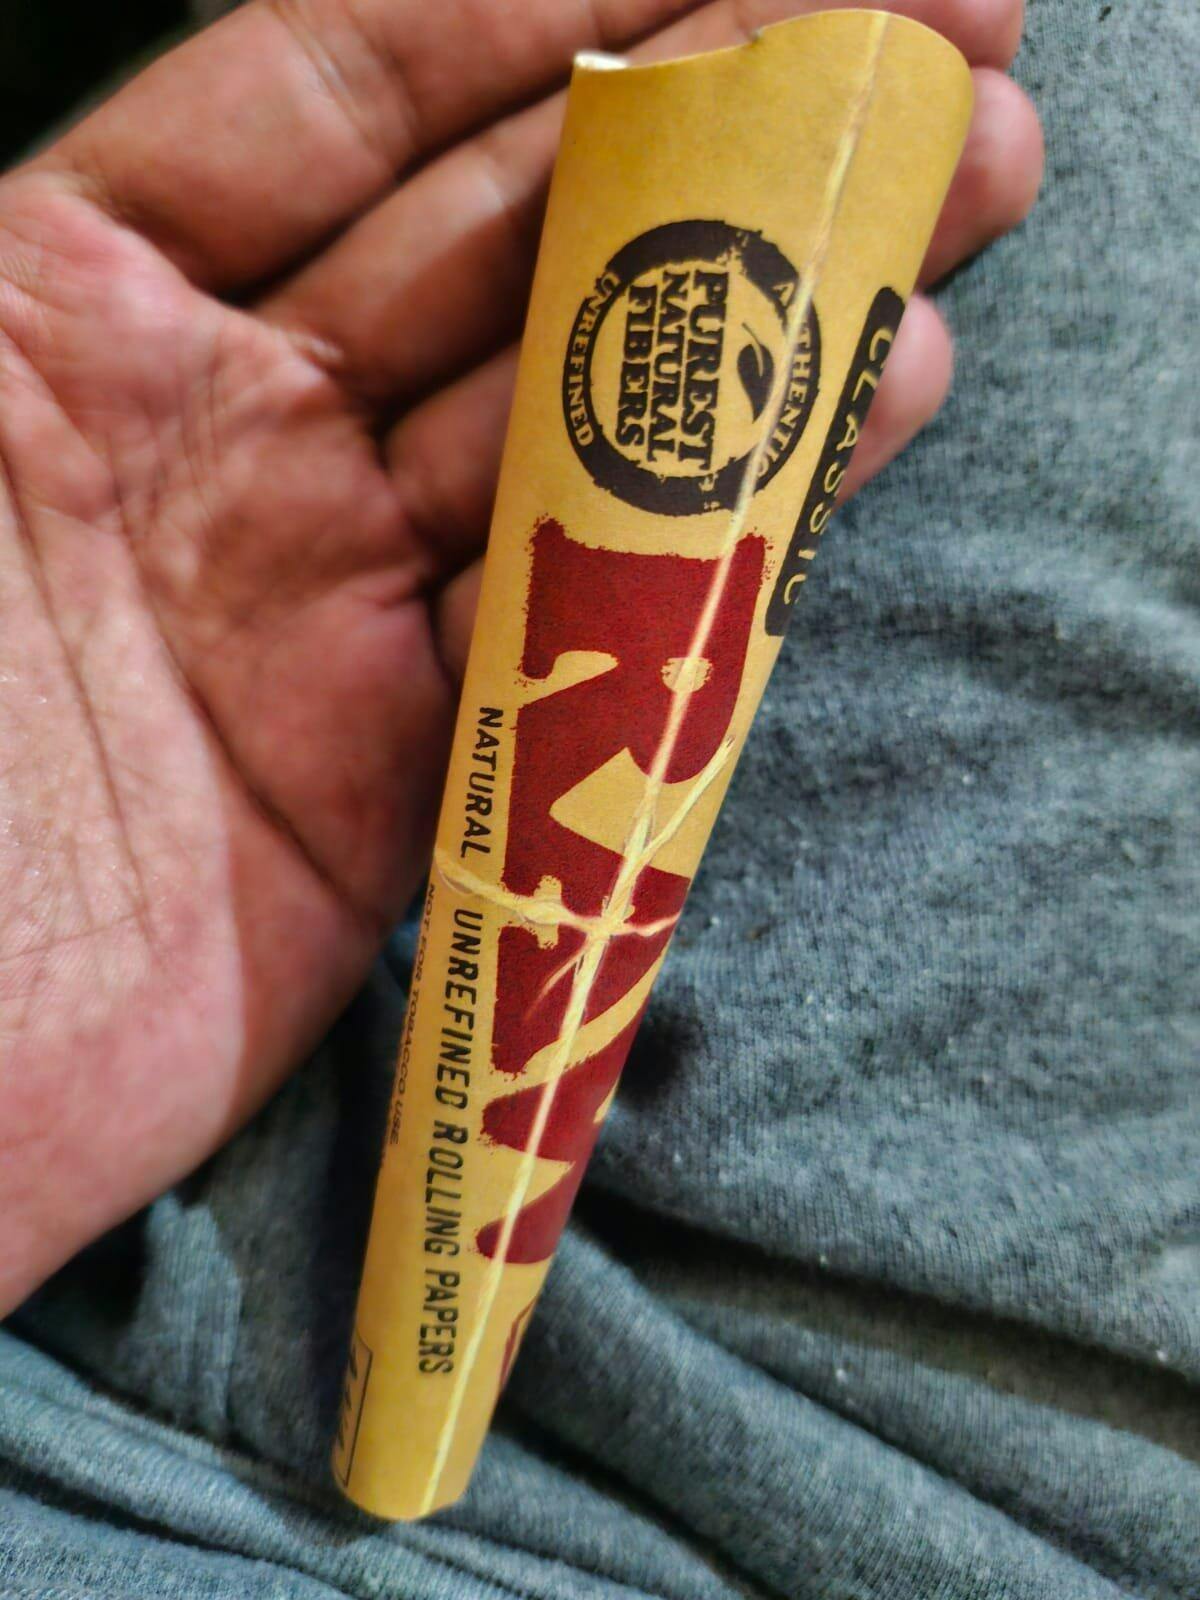 CLASSIC
AUTHENTIC
PUREST
NATURAL
FIBERS
UNREFINED
RAW
NATURAL UNREFINED ROLLING PAPERS
NOT FOR TOBACCO USE